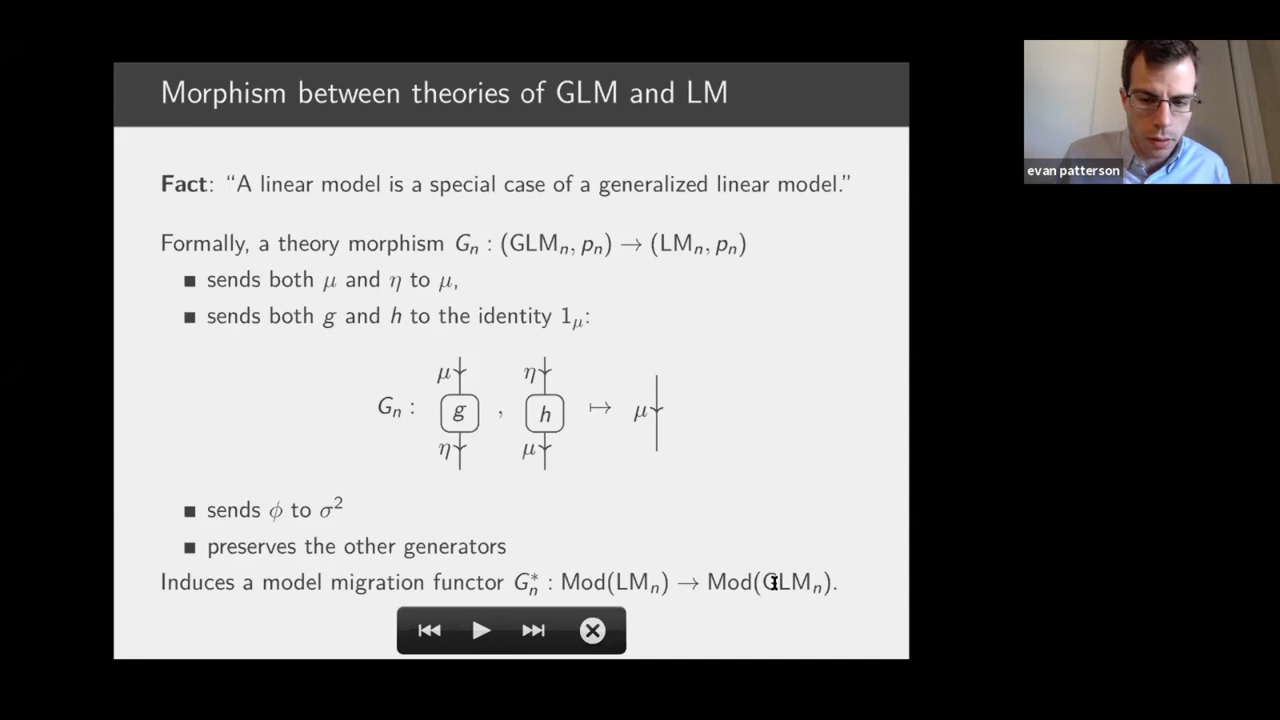 Morphism between theories of GLM and LM
Fact: “A linear model is a special case of a generalized linear model.”
Formally, a theory morphism Gₙ : (GLMₙ, pₙ) → (LMₙ, pₙ)
■ sends both μ and η to μ,
■ sends both g and h to the identity 1_μ:
μ η
Gₙ : g , h ↦ μ
η μ
■ sends ϕ to σ²
■ preserves the other generators
Induces a model migration functor Gₙ* : Mod(LMₙ) → Mod(GLMₙ).
evan patterson